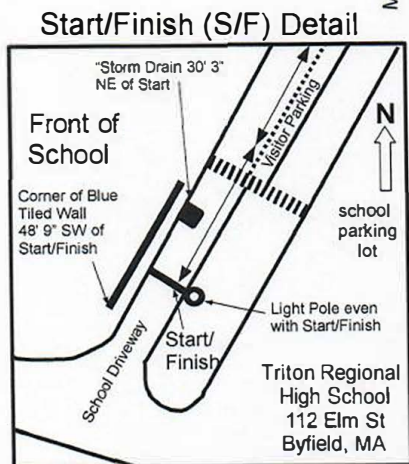 Start/Finish (S/F) Detail
"Storm Drain 30' 3"
NE of Start
Visitor Parking
Front of
School
N
Corner of Blue
Tiled Wall
48' 9" SW of
Start/Finish
school
parking
lot
Light Pole even
with Start/Finish
Start/
Finish
School Driveway
Triton Regional
High School
112 Elm St
Byfield, MA